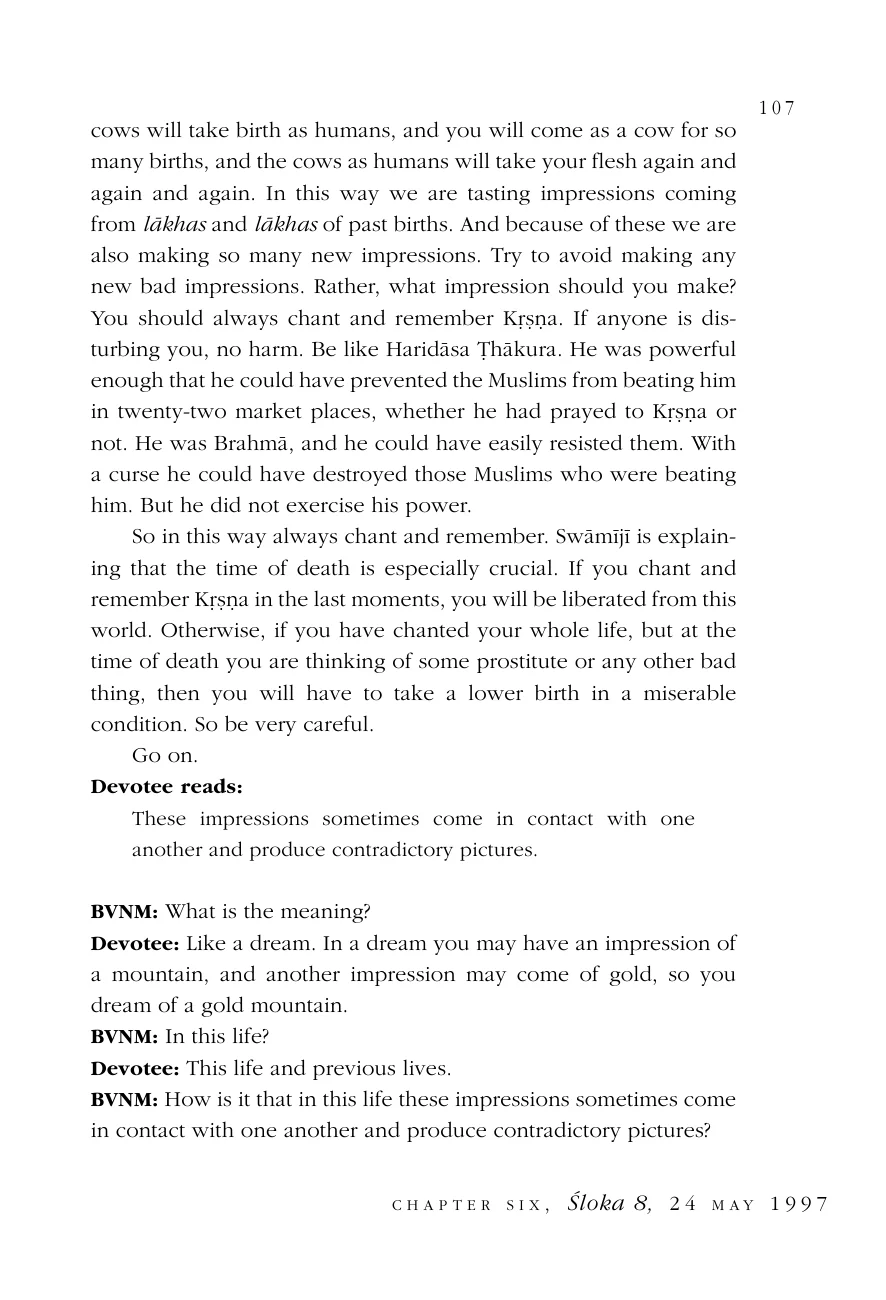 107
cows will take birth as humans, and you will come as a cow for so
many births, and the cows as humans will take your flesh again and
again and again. In this way we are tasting impressions coming
from lākhas and lākhas of past births. And because of these we are
also making so many new impressions. Try to avoid making any
new bad impressions. Rather, what impression should you make?
You should always chant and remember Kṛṣṇa. If anyone is dis-
turbing you, no harm. Be like Haridāsa Ṭhākura. He was powerful
enough that he could have prevented the Muslims from beating him
in twenty-two market places, whether he had prayed to Kṛṣṇa or
not. He was Brahmā, and he could have easily resisted them. With
a curse he could have destroyed those Muslims who were beating
him. But he did not exercise his power.
So in this way always chant and remember. Swāmījī is explain-
ing that the time of death is especially crucial. If you chant and
remember Kṛṣṇa in the last moments, you will be liberated from this
world. Otherwise, if you have chanted your whole life, but at the
time of death you are thinking of some prostitute or any other bad
thing, then you will have to take a lower birth in a miserable
condition. So be very careful.
Go on.
Devotee reads:
These impressions sometimes come in contact with one
another and produce contradictory pictures.
BVNM: What is the meaning?
Devotee: Like a dream. In a dream you may have an impression of
a mountain, and another impression may come of gold, so you
dream of a gold mountain.
BVNM: In this life?
Devotee: This life and previous lives.
BVNM: How is it that in this life these impressions sometimes come
in contact with one another and produce contradictory pictures?
CHAPTER SIX, Śloka 8, 24 MAY 1997